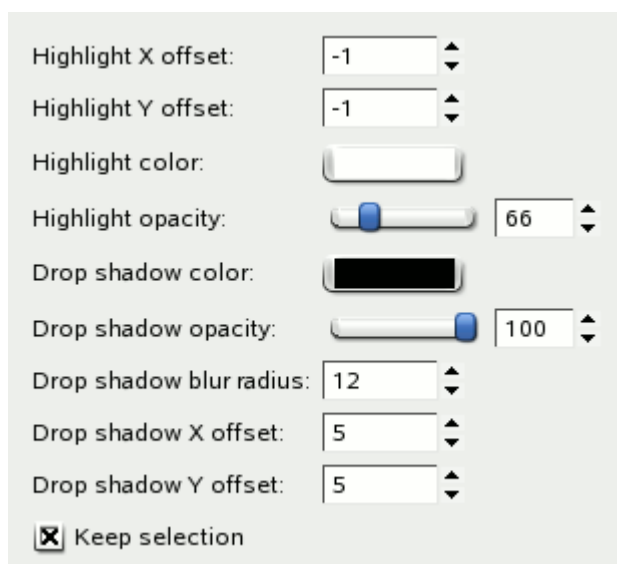 Highlight X offset: -1
Highlight Y offset: -1
Highlight color:
Highlight opacity: 66
Drop shadow color:
Drop shadow opacity: 100
Drop shadow blur radius: 12
Drop shadow X offset: 5
Drop shadow Y offset: 5
Keep selection